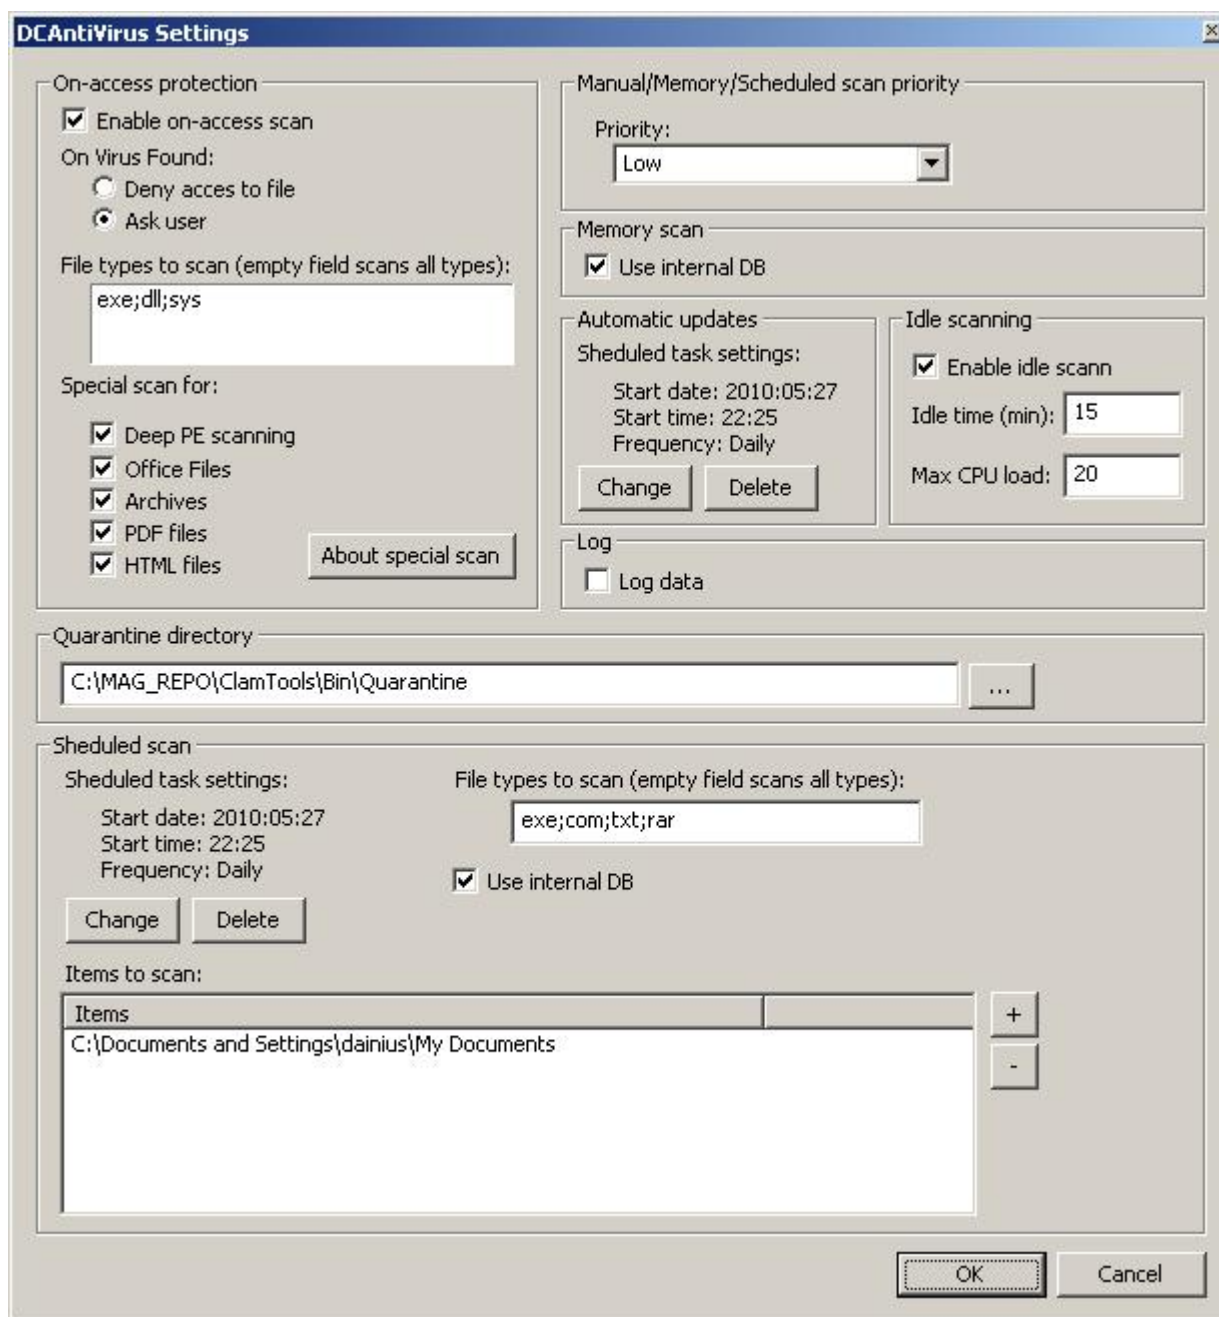 DCAntiVirus Settings
On-access protection
Enable on-access scan
On Virus Found:
Deny acces to file
Ask user
File types to scan (empty field scans all types):
exe;dll;sys
Special scan for:
Deep PE scanning
Office Files
Archives
PDF files
HTML files
About special scan
Manual/Memory/Scheduled scan priority
Priority:
Low
Memory scan
Use internal DB
Automatic updates
Sheduled task settings:
Start date: 2010:05:27
Start time: 22:25
Frequency: Daily
Change Delete
Idle scanning
Enable idle scann
Idle time (min): 15
Max CPU load: 20
Log
Log data
Quarantine directory
C:\MAG_REPO\ClamTools\Bin\Quarantine
...
Sheduled scan
Sheduled task settings:
Start date: 2010:05:27
Start time: 22:25
Frequency: Daily
Change Delete
File types to scan (empty field scans all types):
exe;com;txt;rar
Use internal DB
Items to scan:
Items
C:\Documents and Settings\dainius\My Documents
+
-
OK Cancel